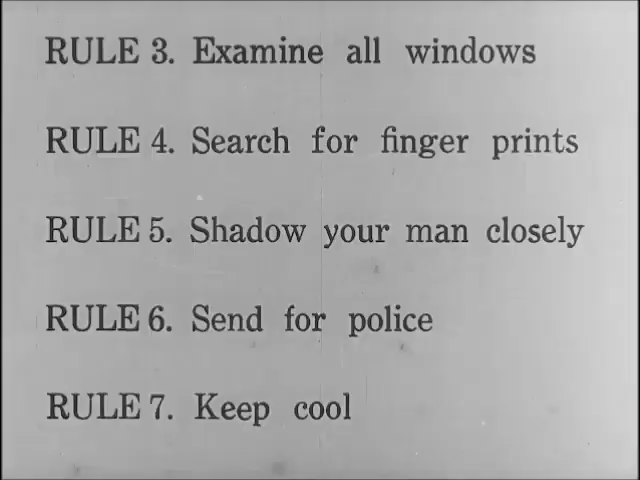 RULE 3. Examine all windows
RULE 4. Search for finger prints
RULE 5. Shadow your man closely
RULE 6. Send for police
RULE 7. Keep cool